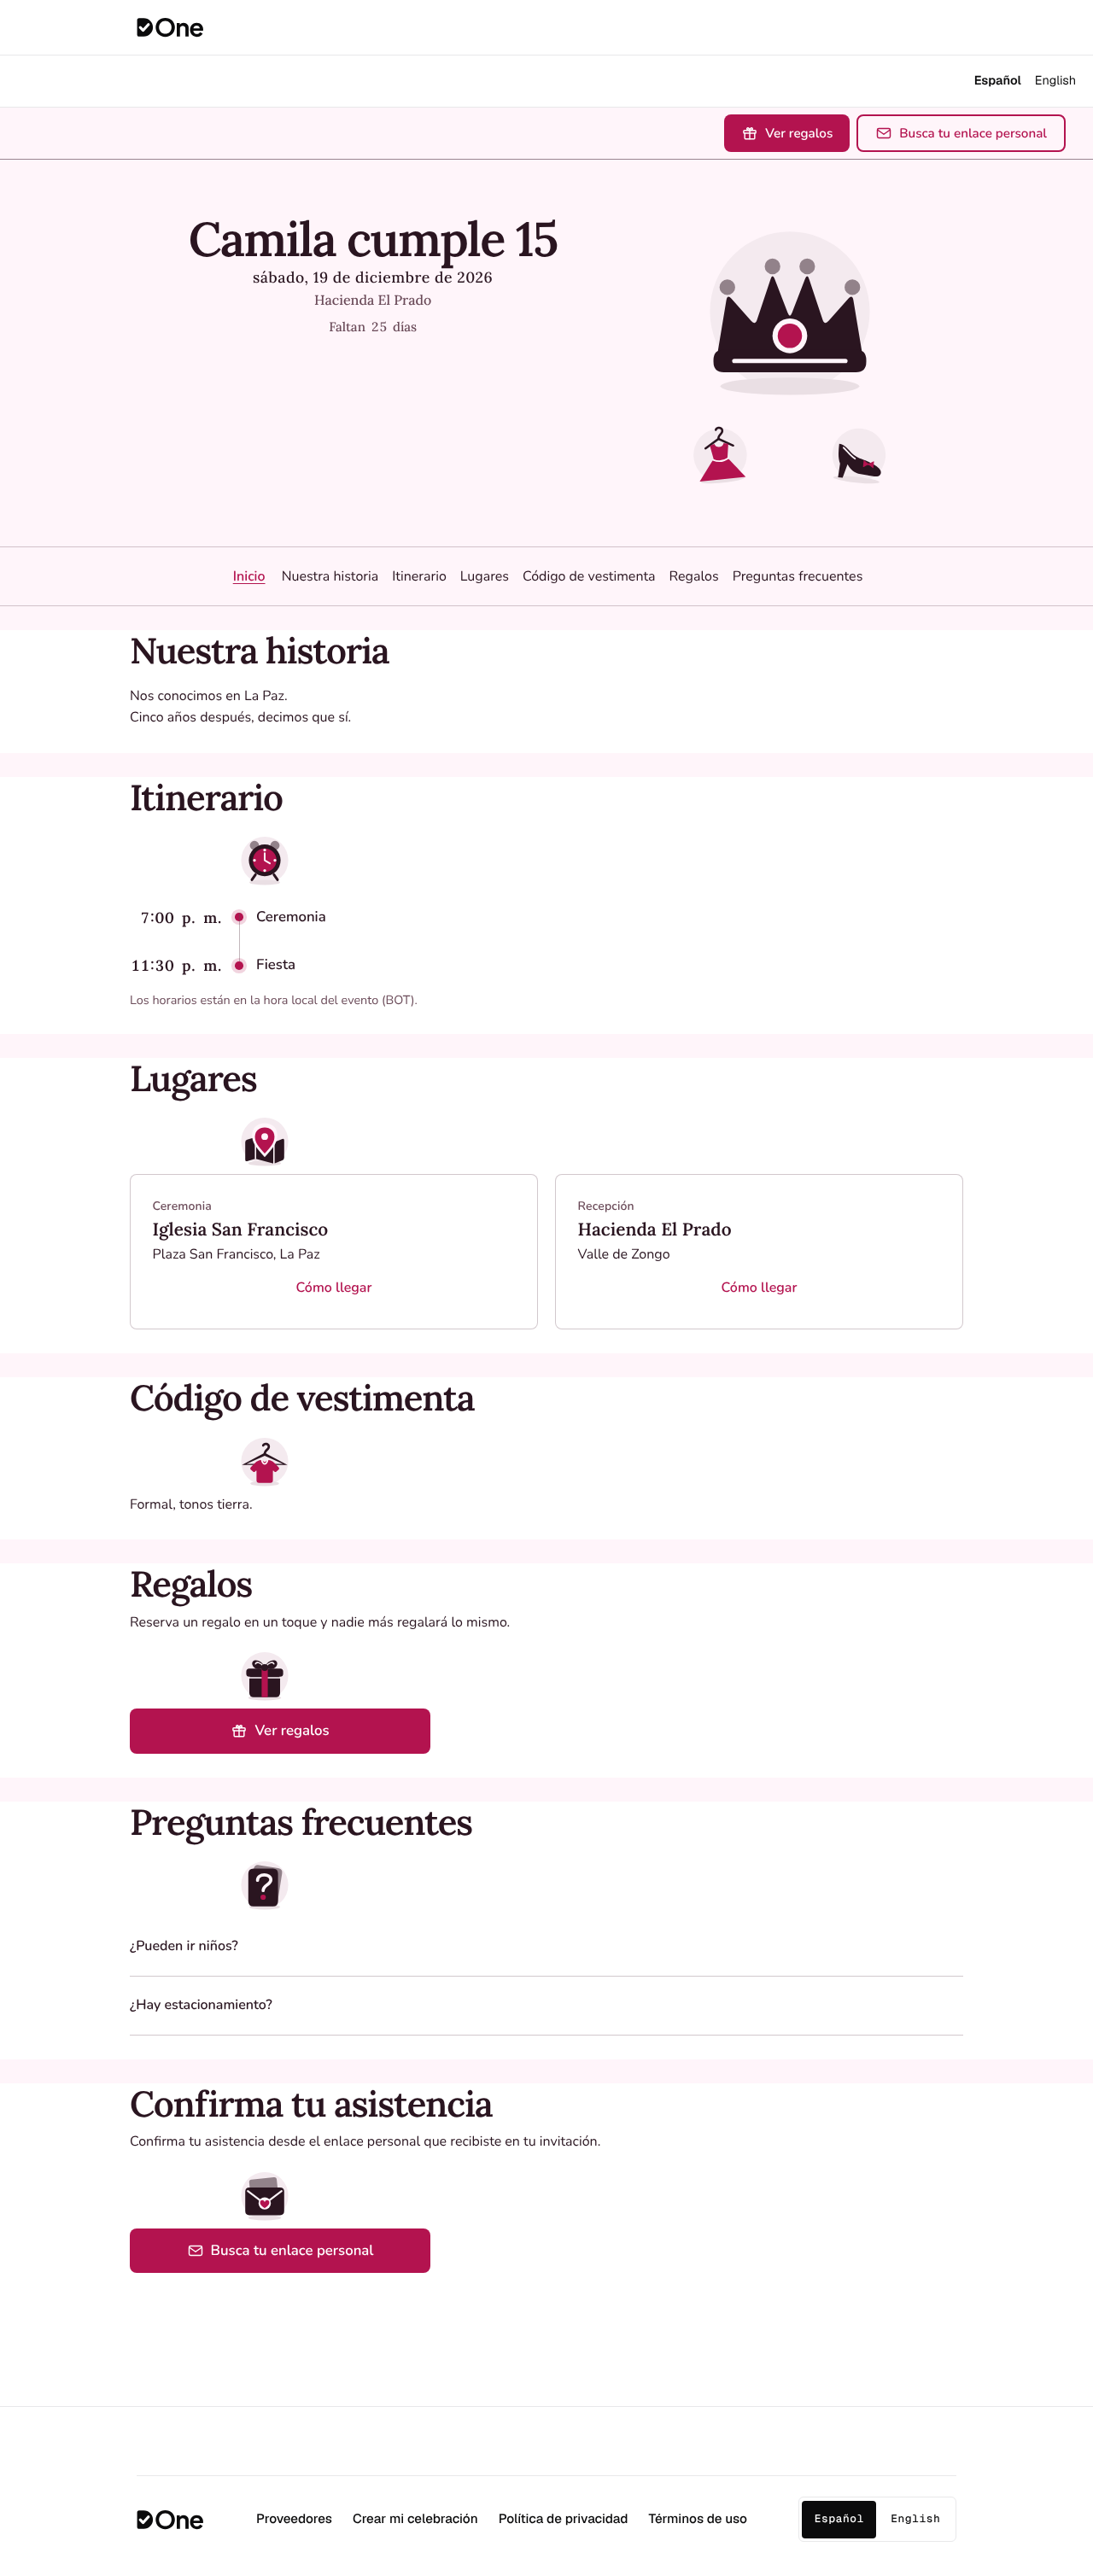 One
Español English
Ver regalos Busca tu enlace personal
Camila cumple 15
sábado, 19 de diciembre de 2026
Hacienda El Prado
Faltan 25 días
Inicio Nuestra historia Itinerario Lugares Código de vestimenta Regalos Preguntas frecuentes
Nuestra historia
Nos conocimos en La Paz.
Cinco años después, decimos que sí.
Itinerario
7:00 p. m. Ceremonia
11:30 p. m. Fiesta
Los horarios están en la hora local del evento (BOT).
Lugares
Ceremonia
Iglesia San Francisco
Plaza San Francisco, La Paz
Cómo llegar
Recepción
Hacienda El Prado
Valle de Zongo
Cómo llegar
Código de vestimenta
Formal, tonos tierra.
Regalos
Reserva un regalo en un toque y nadie más regalará lo mismo.
Ver regalos
Preguntas frecuentes
?
¿Pueden ir niños?
¿Hay estacionamiento?
Confirma tu asistencia
Confirma tu asistencia desde el enlace personal que recibiste en tu invitación.
Busca tu enlace personal
One Proveedores Crear mi celebración Política de privacidad Términos de uso Español English